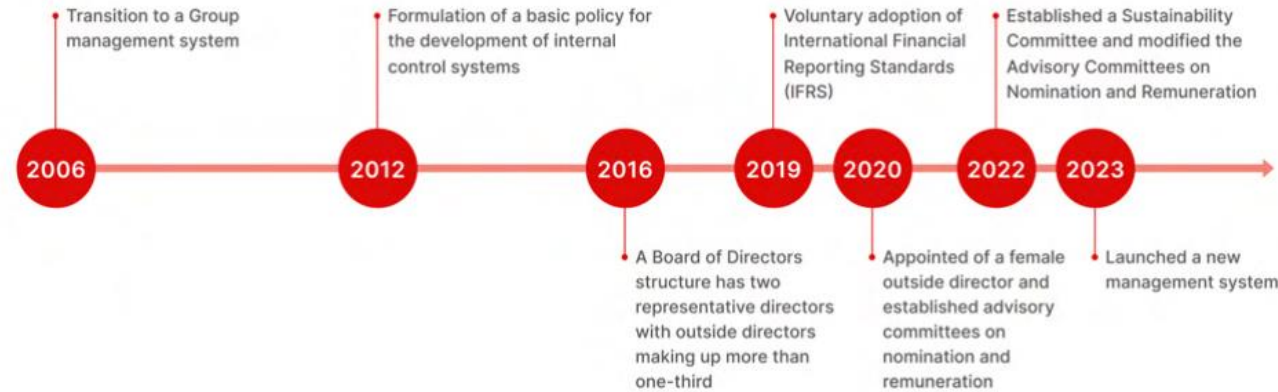 Transition to a Group
management system
Formulation of a basic policy for
the development of internal
control systems
Voluntary adoption of
International Financial
Reporting Standards
(IFRS)
Established a Sustainability
Committee and modified the
Advisory Committees on
Nomination and Remuneration
2006
2012
2016
2019
2020
2022
2023
A Board of Directors
structure has two
representative directors
with outside directors
making up more than
one-third
Appointed of a female
outside director and
established advisory
committees on
nomination and
remuneration
Launched a new
management system